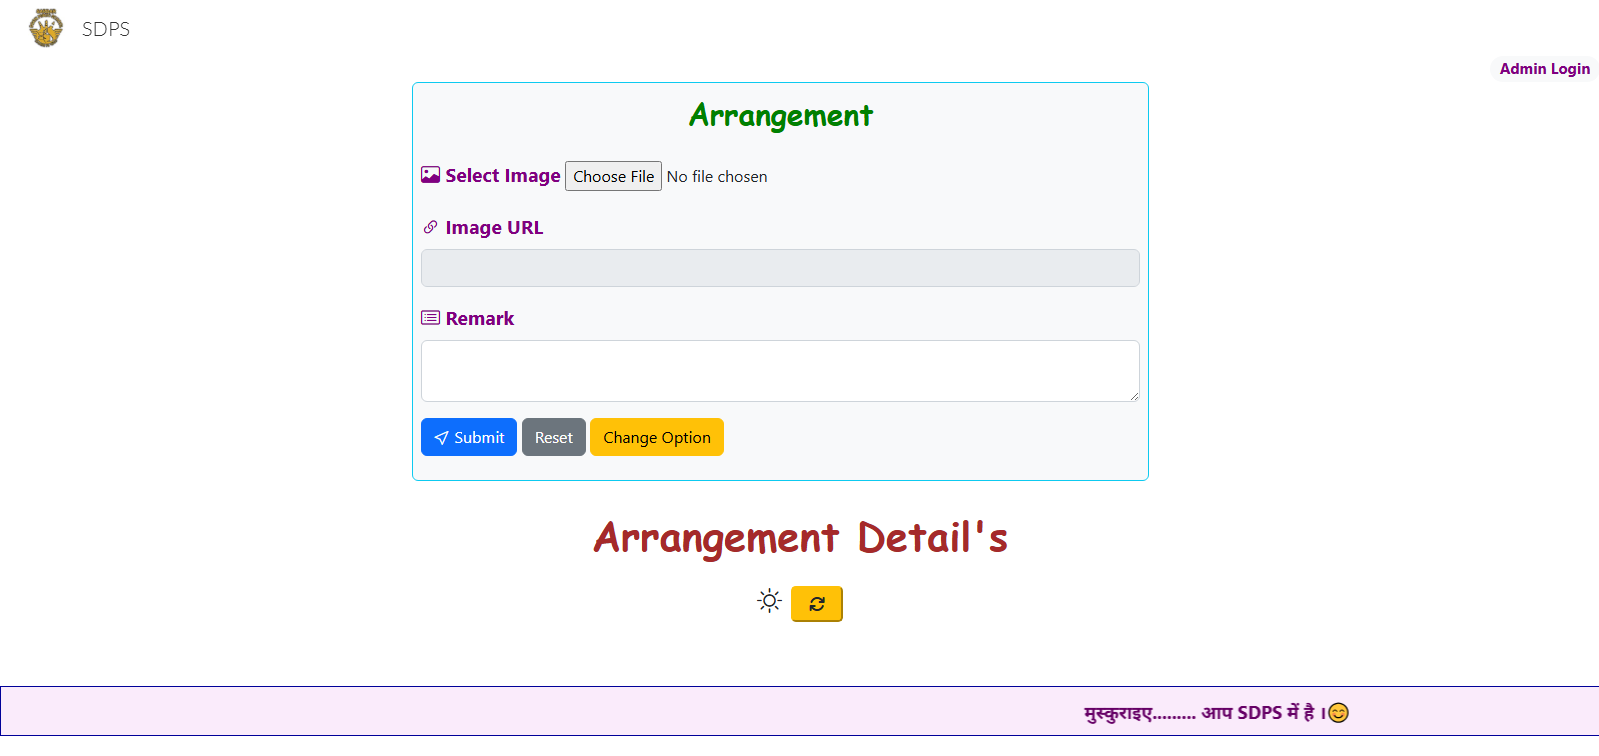 SDPS
Admin Login
Arrangement
Select Image Choose File No file chosen
Image URL
Remark
Submit Reset Change Option
Arrangement Detail's
मुस्कुराइए......... आप SDPS में है ।😊